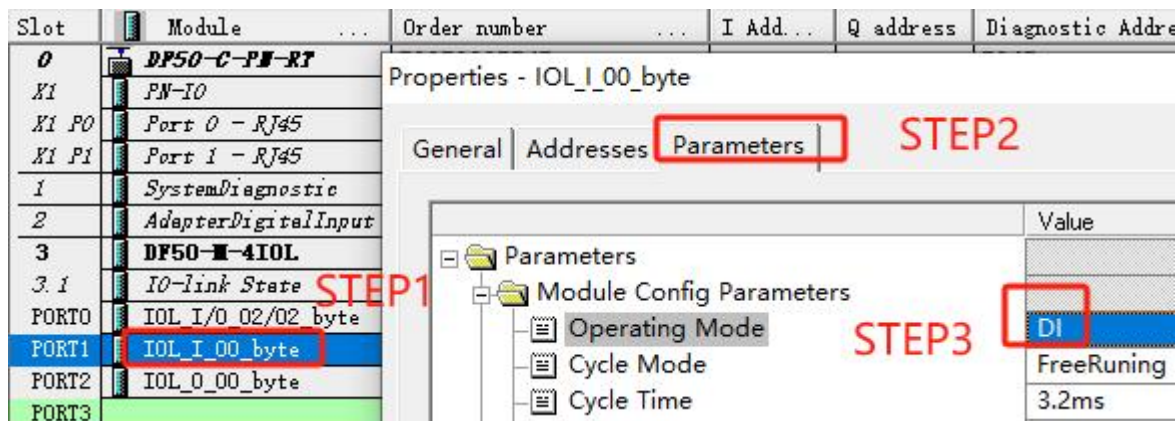 Slot Module ... Order number ... I Add... Q address Diagnostic Addre
0 DF50-C-PN-RT
X1 PN-IO
X1 P0 Port 0 - RJ45
X1 P1 Port 1 - RJ45
1 SystemDiagnostic
2 AdapterDigitalInput
3 DF50-M-4IOL
3.1 IO-link State
PORT0 IOL_I/O_02/02_byte
PORT1 IOL_I_00_byte
PORT2 IOL_O_00_byte
PORT3
STEP1
Properties - IOL_I_00_byte
General Addresses Parameters
STEP2
Value
Parameters
Module Config Parameters
Operating Mode DI
STEP3
Cycle Mode FreeRuning
Cycle Time 3.2ms